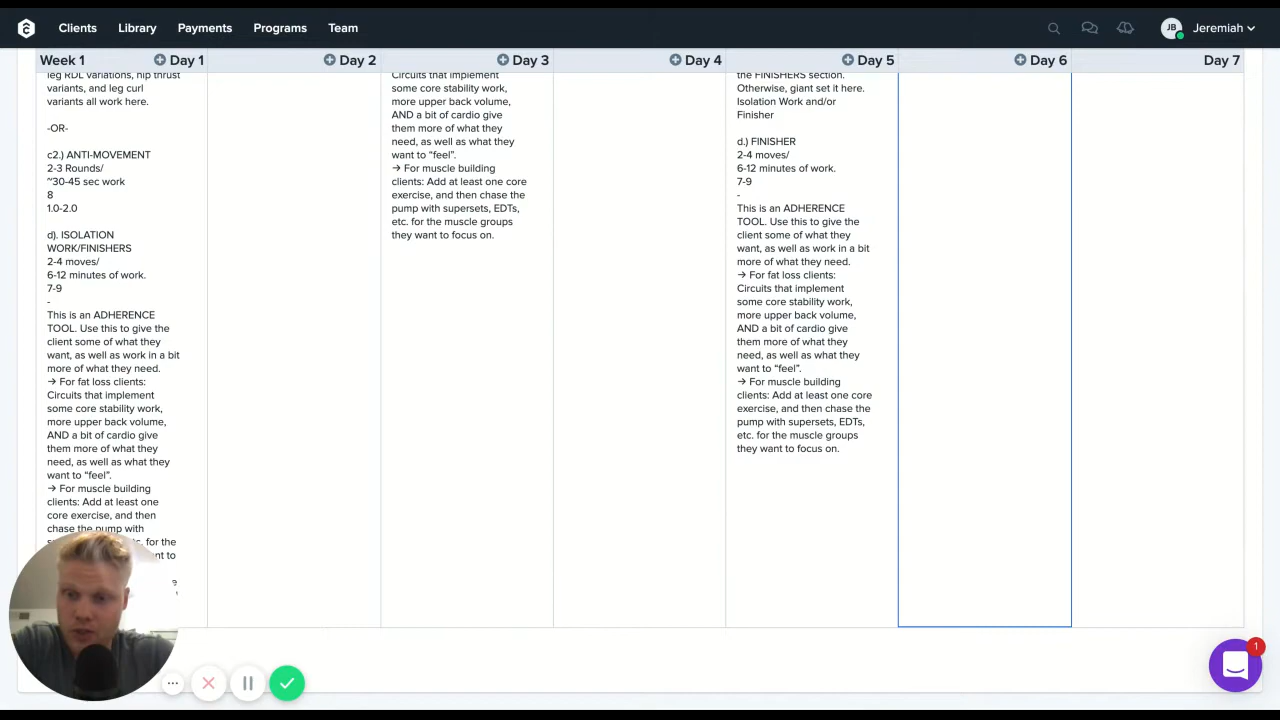 Clients
Library
Payments
Programs
Team
JB
Jeremiah
Week 1
Day 1
Day 2
Day 3
Day 4
Day 5
Day 6
Day 7
leg RDL variations, hip thrust
variants, and leg curl
variants all work here.
-OR-
c2.) ANTI-MOVEMENT
2-3 Rounds/
~30-45 sec work
8
1.0-2.0
d). ISOLATION
WORK/FINISHERS
2-4 moves/
6-12 minutes of work.
7-9
-
This is an ADHERENCE
TOOL. Use this to give the
client some of what they
want, as well as work in a bit
more of what they need.
→ For fat loss clients:
Circuits that implement
some core stability work,
more upper back volume,
AND a bit of cardio give
them more of what they
need, as well as what they
want to “feel”.
→ For muscle building
clients: Add at least one
core exercise, and then
chase the pump with
for the
to
Circuits that implement
some core stability work,
more upper back volume,
AND a bit of cardio give
them more of what they
need, as well as what they
want to “feel”.
→ For muscle building
clients: Add at least one core
exercise, and then chase the
pump with supersets, EDTs,
etc. for the muscle groups
they want to focus on.
the FINISHERS section.
Otherwise, giant set it here.
Isolation Work and/or
Finisher
d.) FINISHER
2-4 moves/
6-12 minutes of work.
7-9
-
This is an ADHERENCE
TOOL. Use this to give the
client some of what they
want, as well as work in a bit
more of what they need.
→ For fat loss clients:
Circuits that implement
some core stability work,
more upper back volume,
AND a bit of cardio give
them more of what they
need, as well as what they
want to “feel”.
→ For muscle building
clients: Add at least one core
exercise, and then chase the
pump with supersets, EDTs,
etc. for the muscle groups
they want to focus on.
1